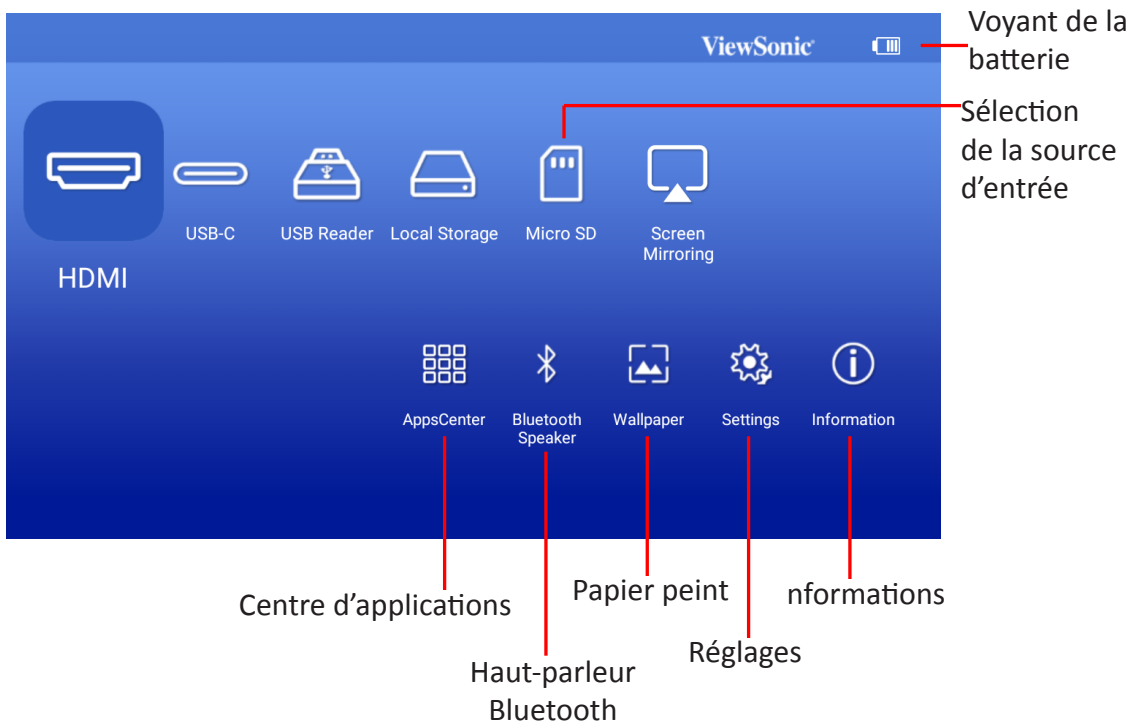 Voyant de la
batterie
ViewSonic
Sélection
de la source
d'entrée
HDMI
USB-C
USB Reader
Local Storage
Micro SD
Screen
Mirroring
AppsCenter
Bluetooth
Speaker
Wallpaper
Settings
Information
Centre d'applications
Haut-parleur
Bluetooth
Papier peint
Réglages
nformations